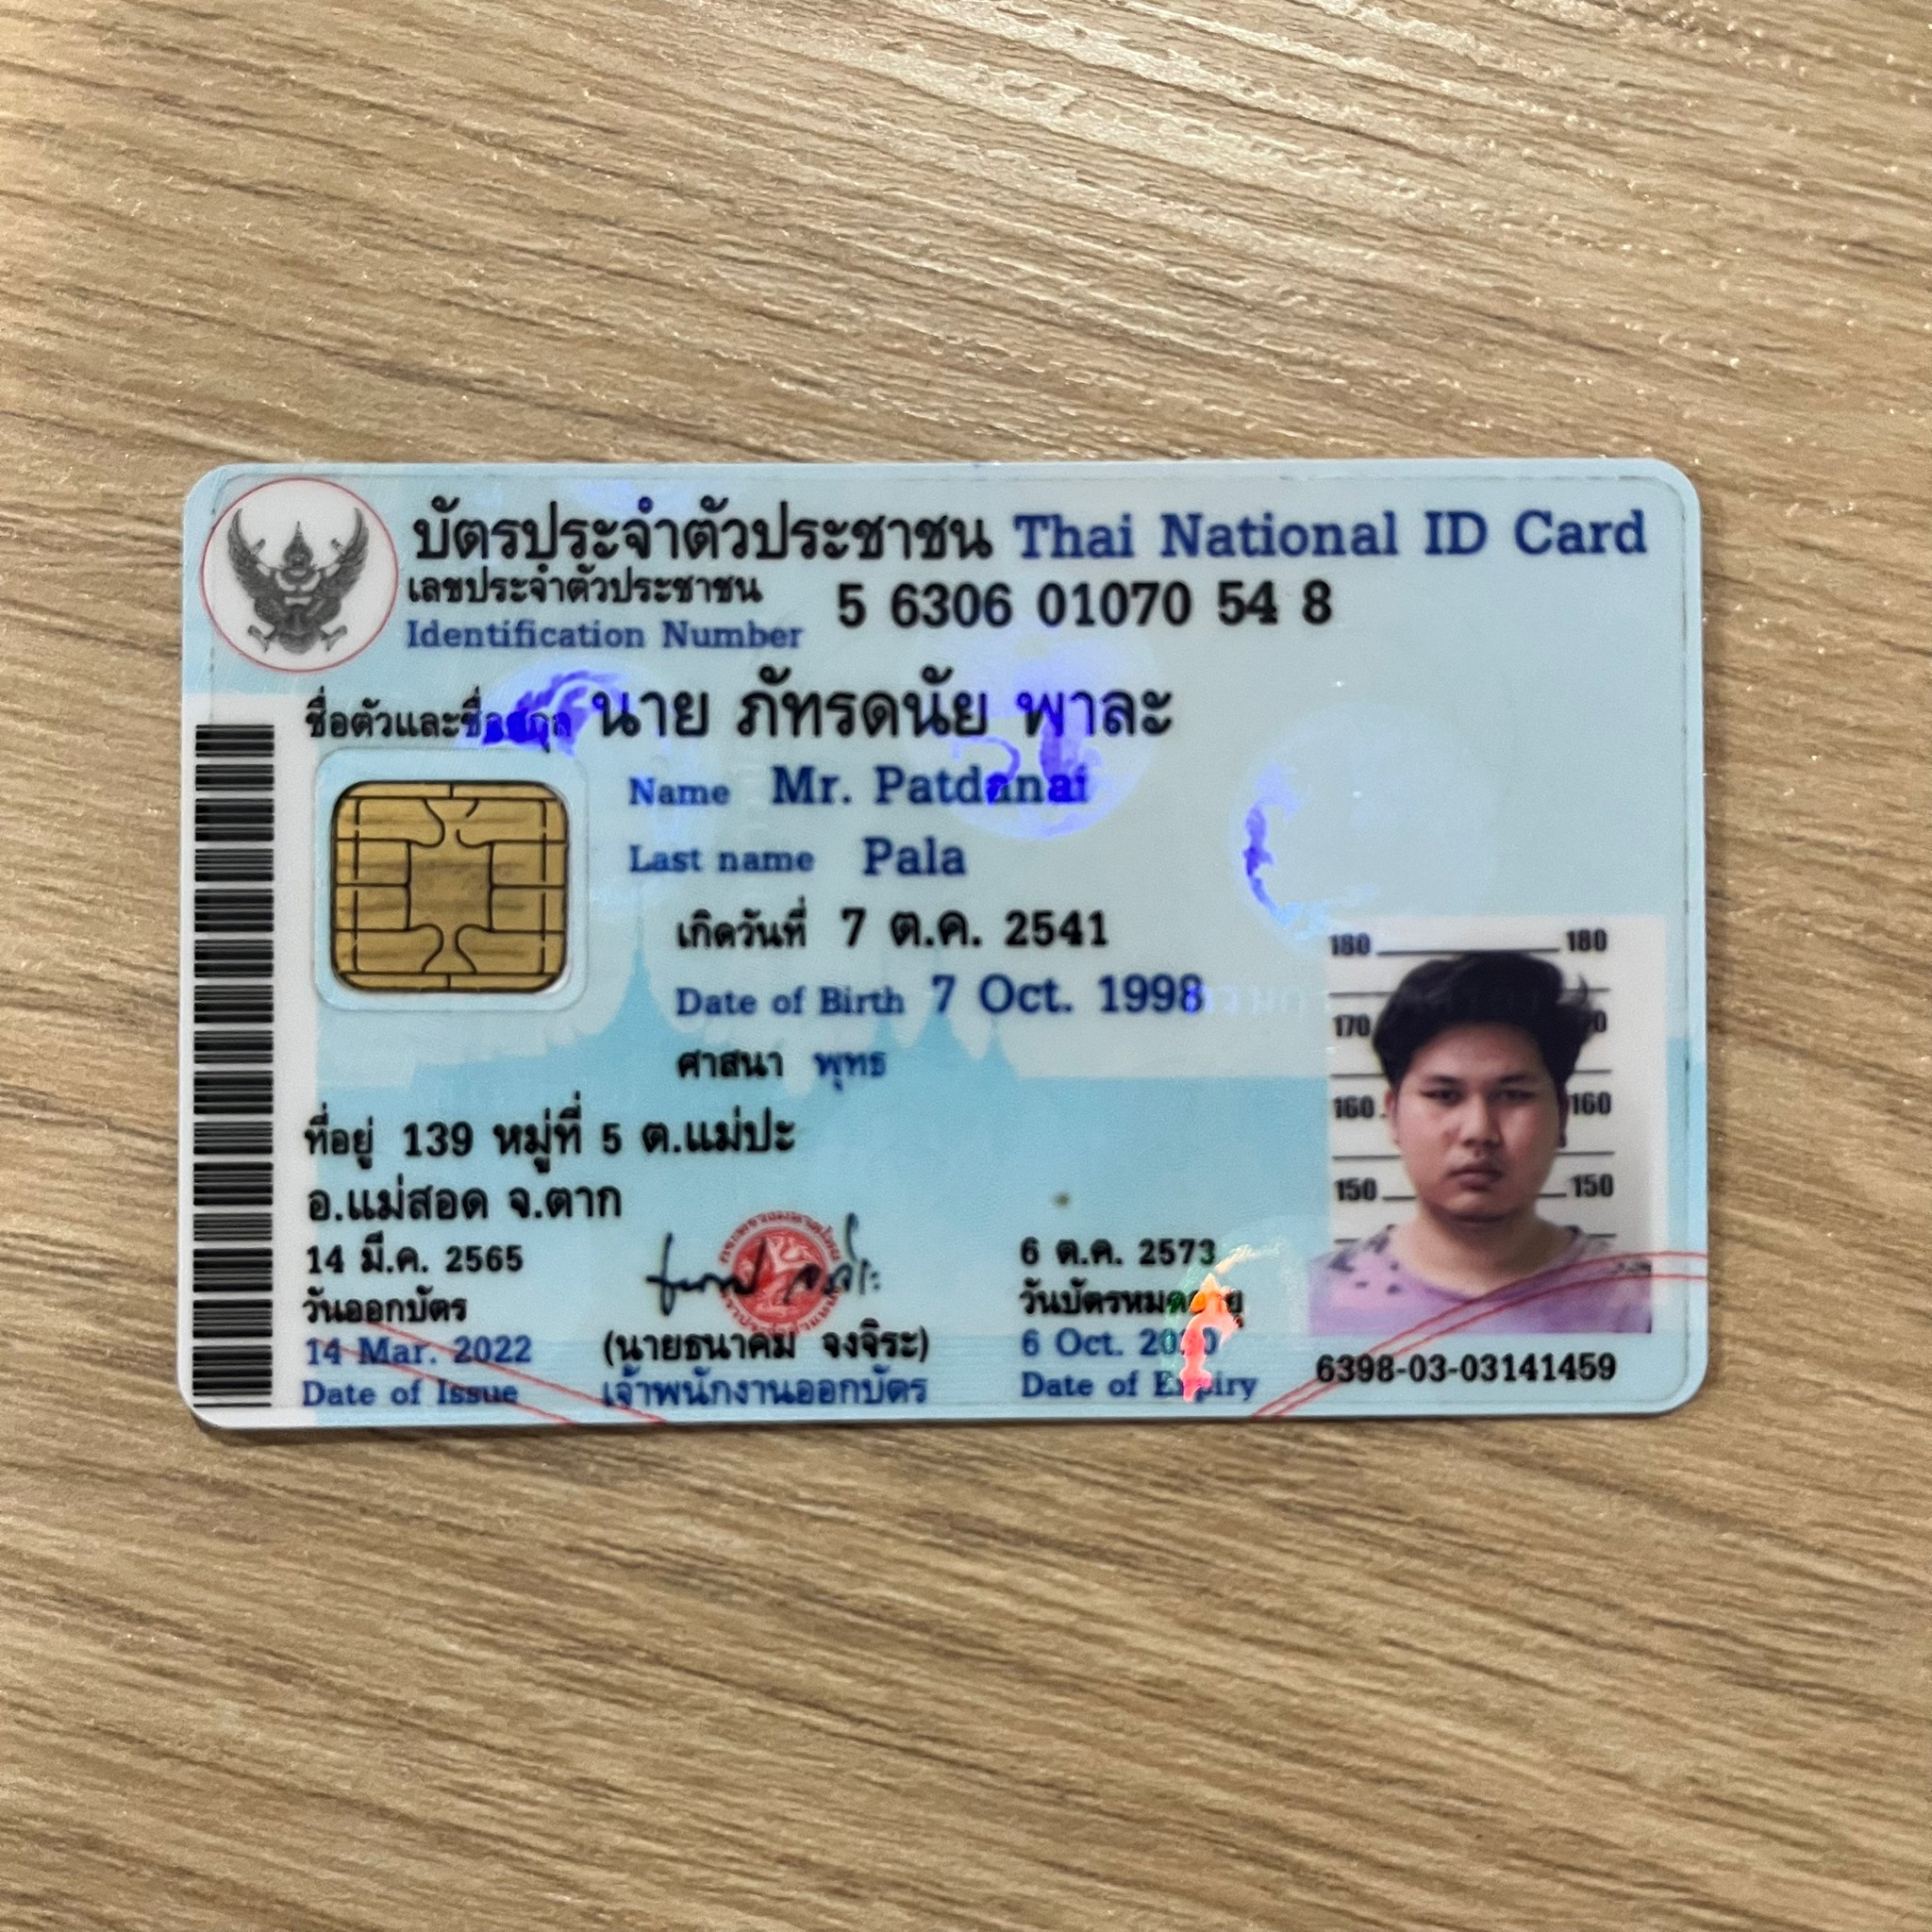 บัตรประจำตัวประชาชน Thai National ID Card
เลขประจำตัวประชาชน
Identification Number 5 6306 01070 54 8
ชื่อตัวและชื่อสกุล นาย ภัทรดนัย พาละ
Name Mr. Patdanai
Last name Pala
เกิดวันที่ 7 ต.ค. 2541
Date of Birth 7 Oct. 1998
ศาสนา พุทธ
ที่อยู่ 139 หมู่ที่ 5 ต.แม่ปะ
อ.แม่สอด จ.ตาก
14 มี.ค. 2565
วันออกบัตร
14 Mar. 2022
Date of Issue
(นายธนาคม จงจิระ)
เจ้าพนักงานออกบัตร
6 ต.ค. 2573
วันบัตรหมดอายุ
6 Oct. 2030
Date of Expiry
180 180
170
160 160
150 150
6398-03-03141459